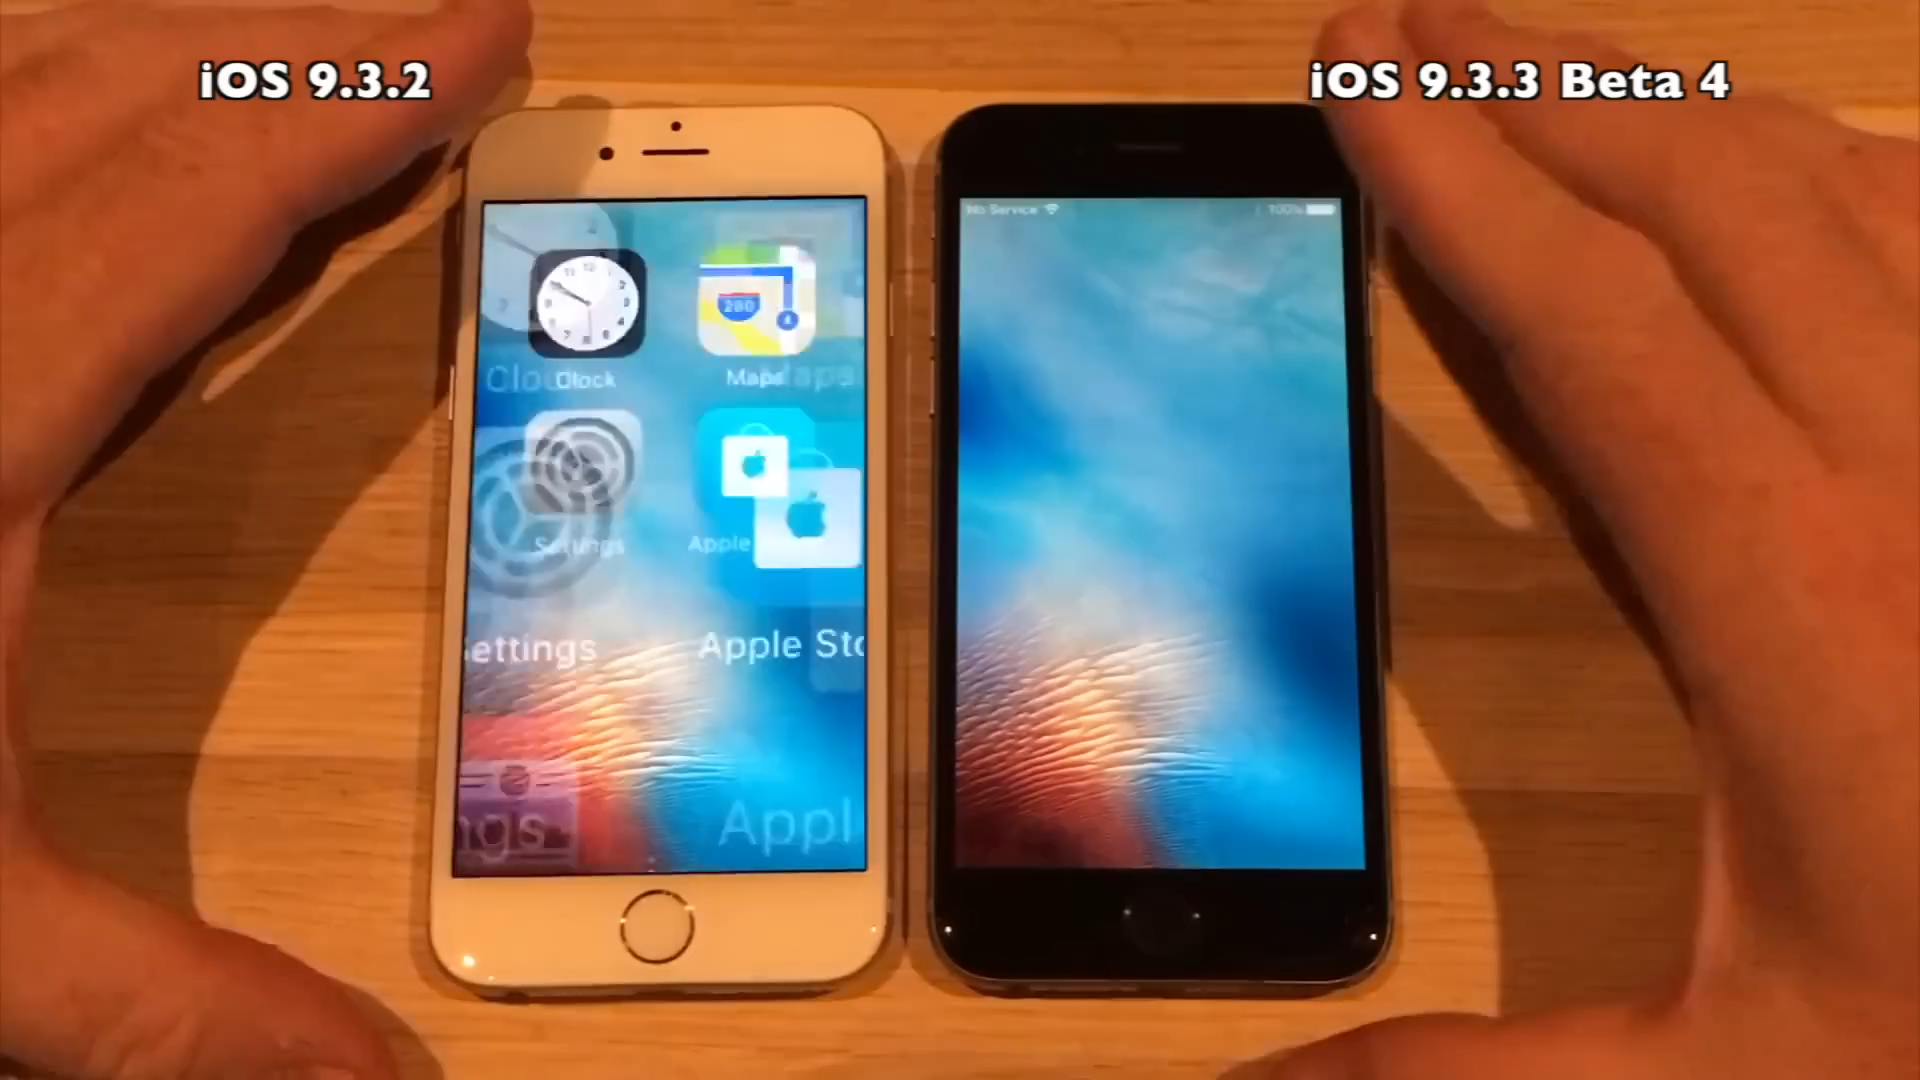 iOS 9.3.2
iOS 9.3.3 Beta 4
No Service
100%
280
Clock
Maps
Settings
Apple
ettings
Apple Sto
ngs
Appl